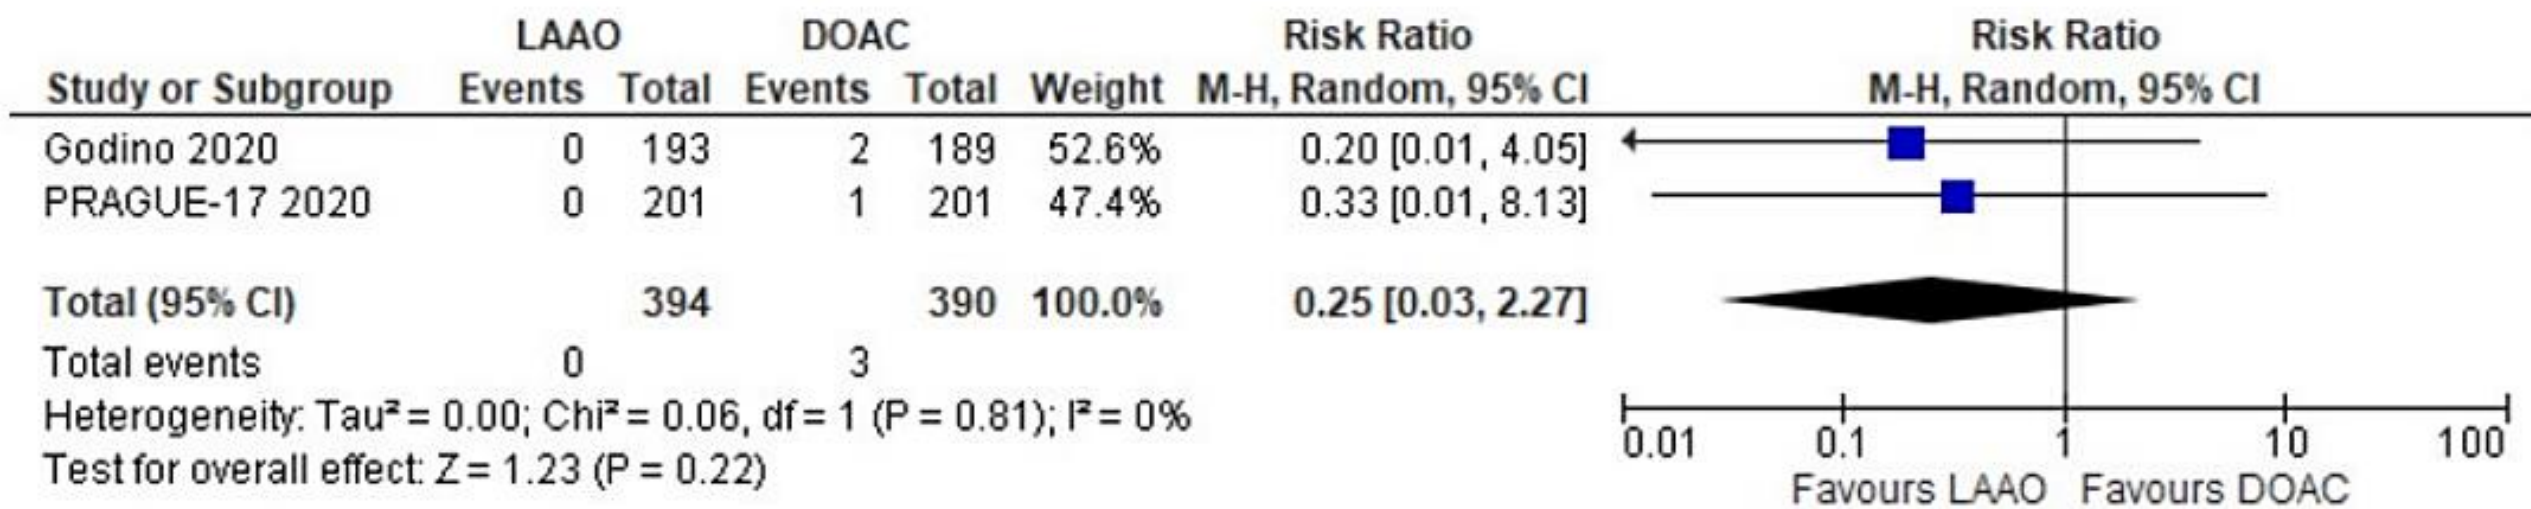 LAAO DOAC Risk Ratio Risk Ratio
Study or Subgroup Events Total Events Total Weight M-H, Random, 95% CI M-H, Random, 95% CI
Godino 2020 0 193 2 189 52.6% 0.20 [0.01, 4.05]
PRAGUE-17 2020 0 201 1 201 47.4% 0.33 [0.01, 8.13]
Total (95% CI) 394 390 100.0% 0.25 [0.03, 2.27]
Total events 0 3
Heterogeneity: Tau² = 0.00; Chi² = 0.06, df = 1 (P = 0.81); I² = 0%
Test for overall effect: Z = 1.23 (P = 0.22)
0.01 0.1 1 10 100
Favours LAAO Favours DOAC